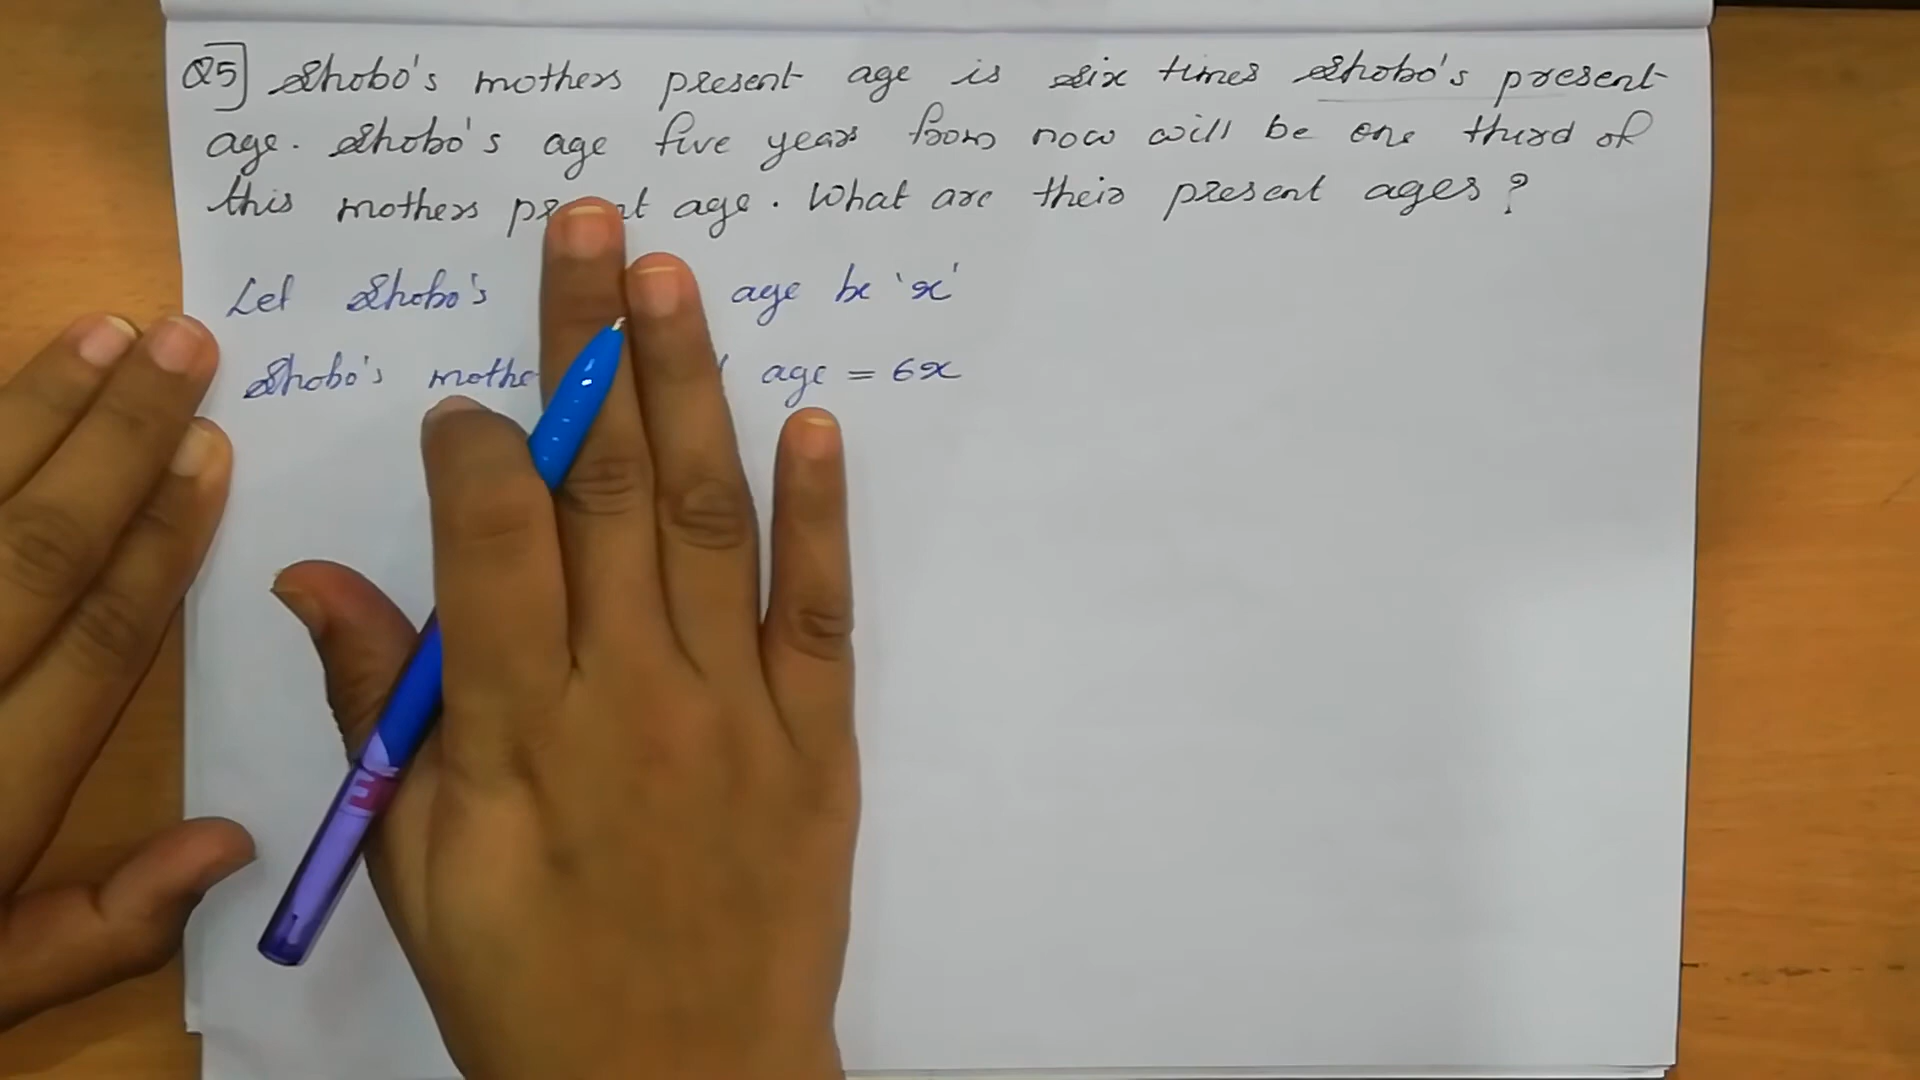 Q5] Shobo's mothers present age is six times Shobo's present
age. Shobo's age five years from now will be one third of
this mothers age. What are their present ages?
Let Shobo's age be 'x'
Shobo's age = 6x